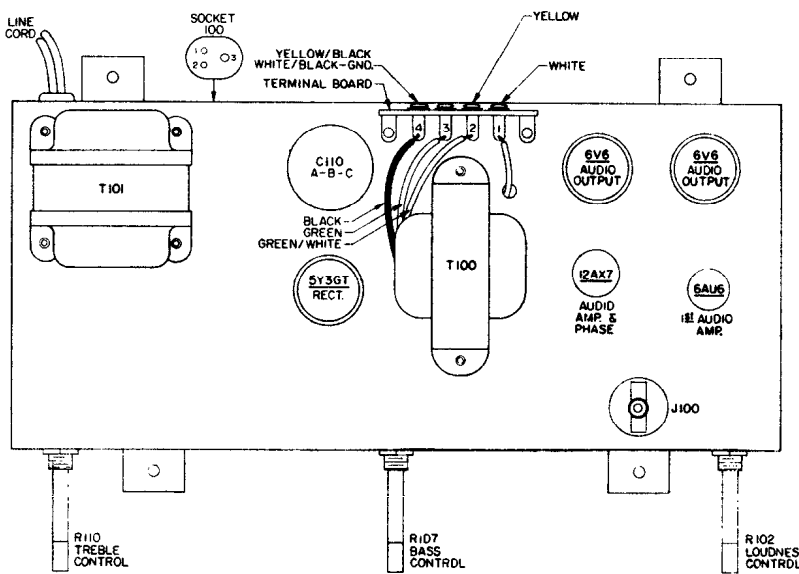 LINE
CORD
SOCKET
100
1
2
3
YELLOW/BLACK
WHITE/BLACK-GND.
TERMINAL BOARD
YELLOW
WHITE
4
3
2
1
T101
C110
A-B-C
BLACK
GREEN
GREEN/WHITE
5Y3GT
RECT.
T100
6V6
AUDIO
OUTPUT
6V6
AUDIO
OUTPUT
12AX7
AUDIO
AMP. &
PHASE
6AU6
1ST AUDIO
AMP.
J100
R110
TREBLE
CONTROL
R107
BASS
CONTROL
R102
LOUDNES
CONTROL